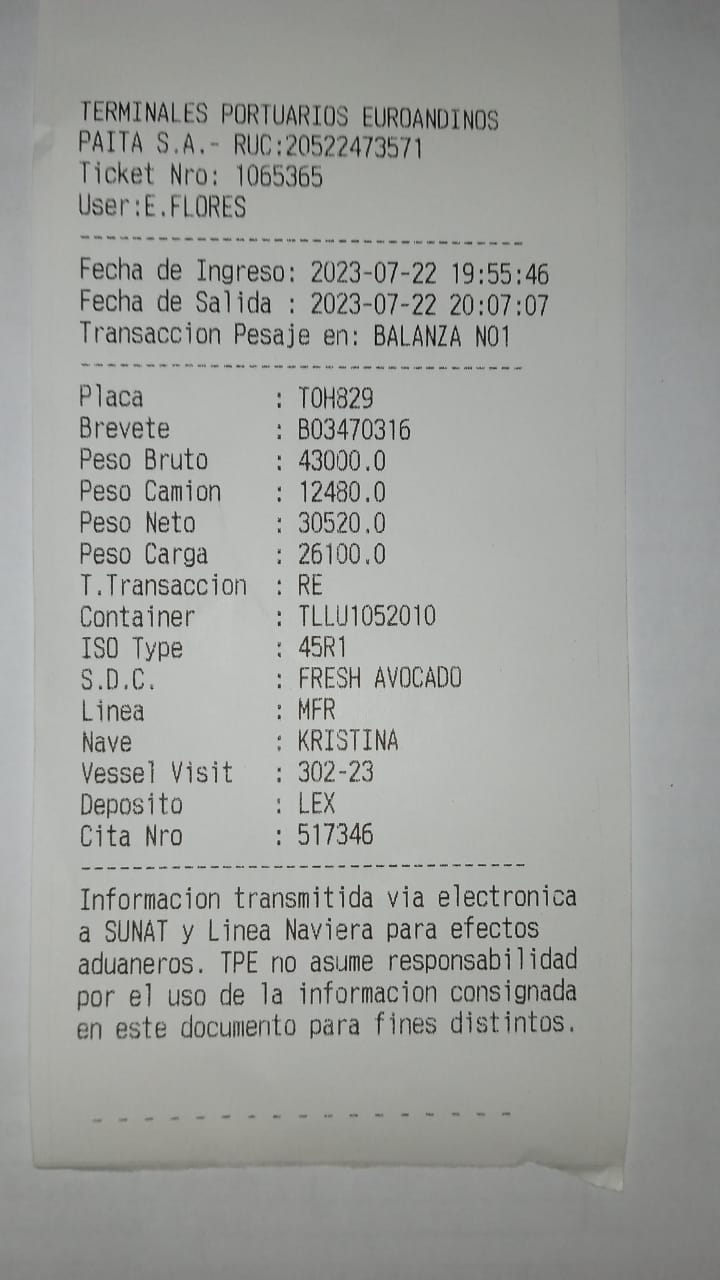 TERMINALES PORTUARIOS EUROANDINOS
PAITA S.A.- RUC:20522473571
Ticket Nro: 1065365
User:E.FLORES
----------------------------------
Fecha de Ingreso: 2023-07-22 19:55:46
Fecha de Salida : 2023-07-22 20:07:07
Transaccion Pesaje en: BALANZA NO1
----------------------------------
Placa : TOH829
Brevete : B03470316
Peso Bruto : 43000.0
Peso Camion : 12480.0
Peso Neto : 30520.0
Peso Carga : 26100.0
T.Transaccion : RE
Container : TLLU1052010
ISO Type : 45R1
S.D.C. : FRESH AVOCADO
Linea : MFR
Nave : KRISTINA
Vessel Visit : 302-23
Deposito : LEX
Cita Nro : 517346
----------------------------------
Informacion transmitida via electronica
a SUNAT y Linea Naviera para efectos
aduaneros. TPE no asume responsabilidad
por el uso de la informacion consignada
en este documento para fines distintos.
- - - - - - - - - - - - - - - - -